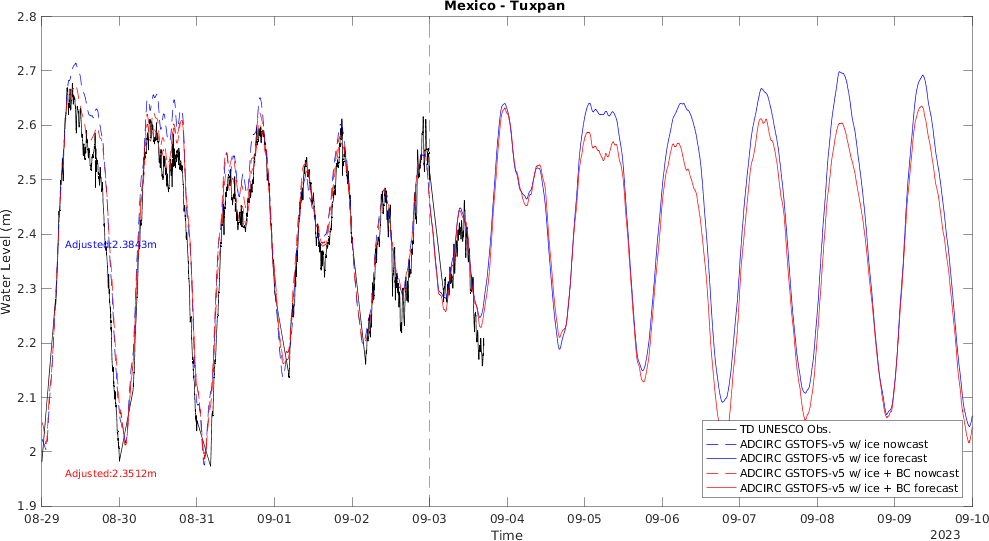 Mexico - Tuxpan
Water Level (m)
2.8
2.7
2.6
2.5
2.4
2.3
2.2
2.1
2
1.9
Adjusted:2.3843m
Adjusted:2.3512m
TD UNESCO Obs.
ADCIRC GSTOFS-v5 w/ ice nowcast
ADCIRC GSTOFS-v5 w/ ice forecast
ADCIRC GSTOFS-v5 w/ ice + BC nowcast
ADCIRC GSTOFS-v5 w/ ice + BC forecast
08-29 08-30 08-31 09-01 09-02 09-03 09-04 09-05 09-06 09-07 09-08 09-09 09-10
Time
2023